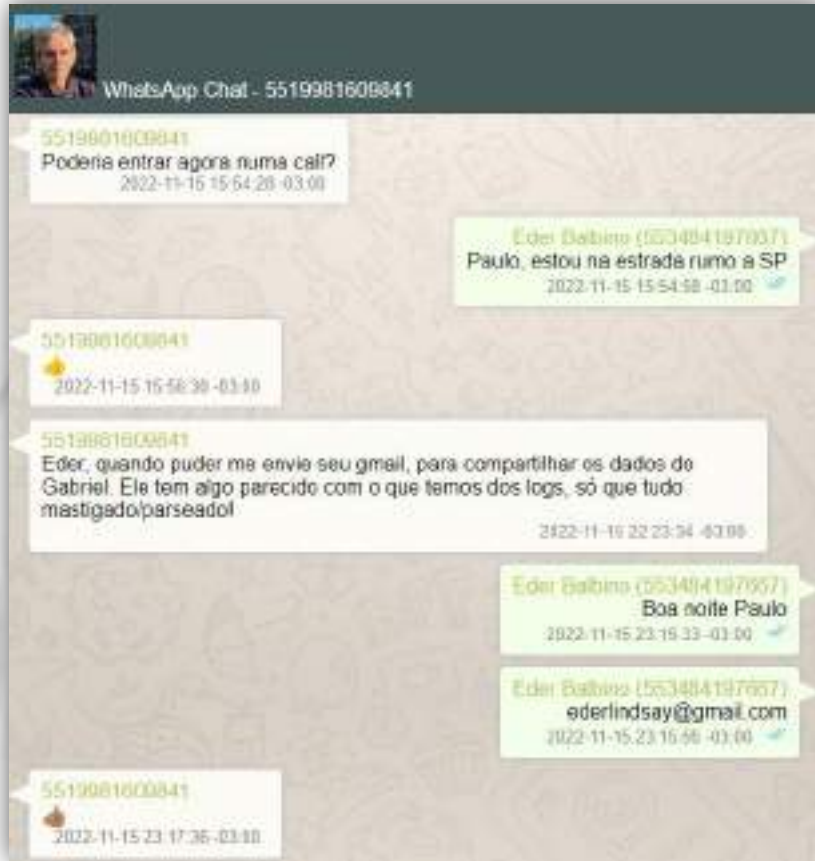 WhatsApp Chat - 5519981609841
5519981609841
Poderia entrar agora numa call?
2022-11-15 15:54:28 -03:00
Eder Balbino (553484197657)
Paulo, estou na estrada rumo a SP
2022-11-15 15:54:58 -03:00
5519981609841
👍
2022-11-15 15:56:30 -03:00
5519981609841
Eder, quando puder me envie seu gmail, para compartilhar os dados do
Gabriel. Ele tem algo parecido com o que temos dos logs, só que tudo
mastigado/parseado!
2022-11-15 22:23:34 -03:00
Eder Balbino (553484197657)
Boa noite Paulo
2022-11-15 23:15:33 -03:00
Eder Balbino (553484197657)
ederlindsay@gmail.com
2022-11-15 23:15:56 -03:00
5519981609841
👍🏽
2022-11-15 23:17:36 -03:00